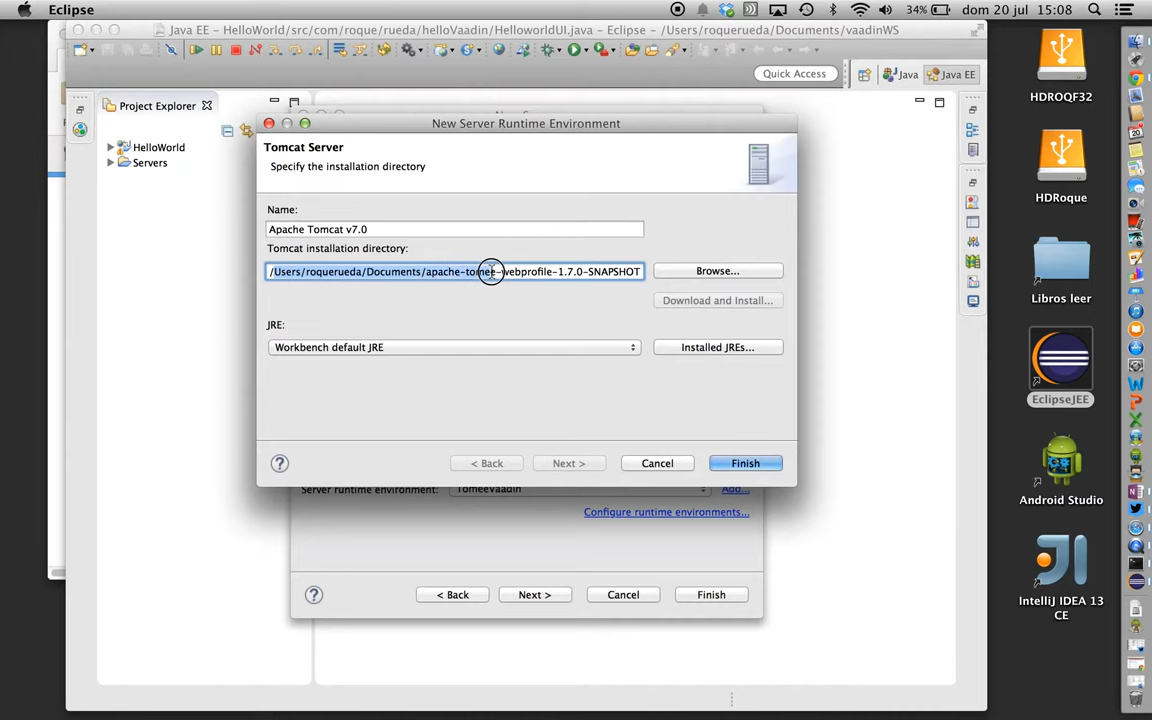 Eclipse
34%
dom 20 jul 15:08
Java EE - HelloWorld/src/com/roque/rueda/helloVaadin/HelloworldUI.java - Eclipse - /Users/roquerueda/Documents/vaadinWS
Quick Access
Java
Java EE
Project Explorer
HelloWorld
Servers
New Server Runtime Environment
Tomcat Server
Specify the installation directory
Name:
Apache Tomcat v7.0
Tomcat installation directory:
/Users/roquerueda/Documents/apache-tomee-webprofile-1.7.0-SNAPSHOT
Browse...
Download and Install...
JRE:
Workbench default JRE
Installed JREs...
?
< Back
Next >
Cancel
Finish
Server runtime environment:
TomeeVaadin
Add...
Configure runtime environments...
?
< Back
Next >
Cancel
Finish
HDROQF32
HDRoque
Libros leer
EclipseJEE
Android Studio
IntelliJ IDEA 13
CE